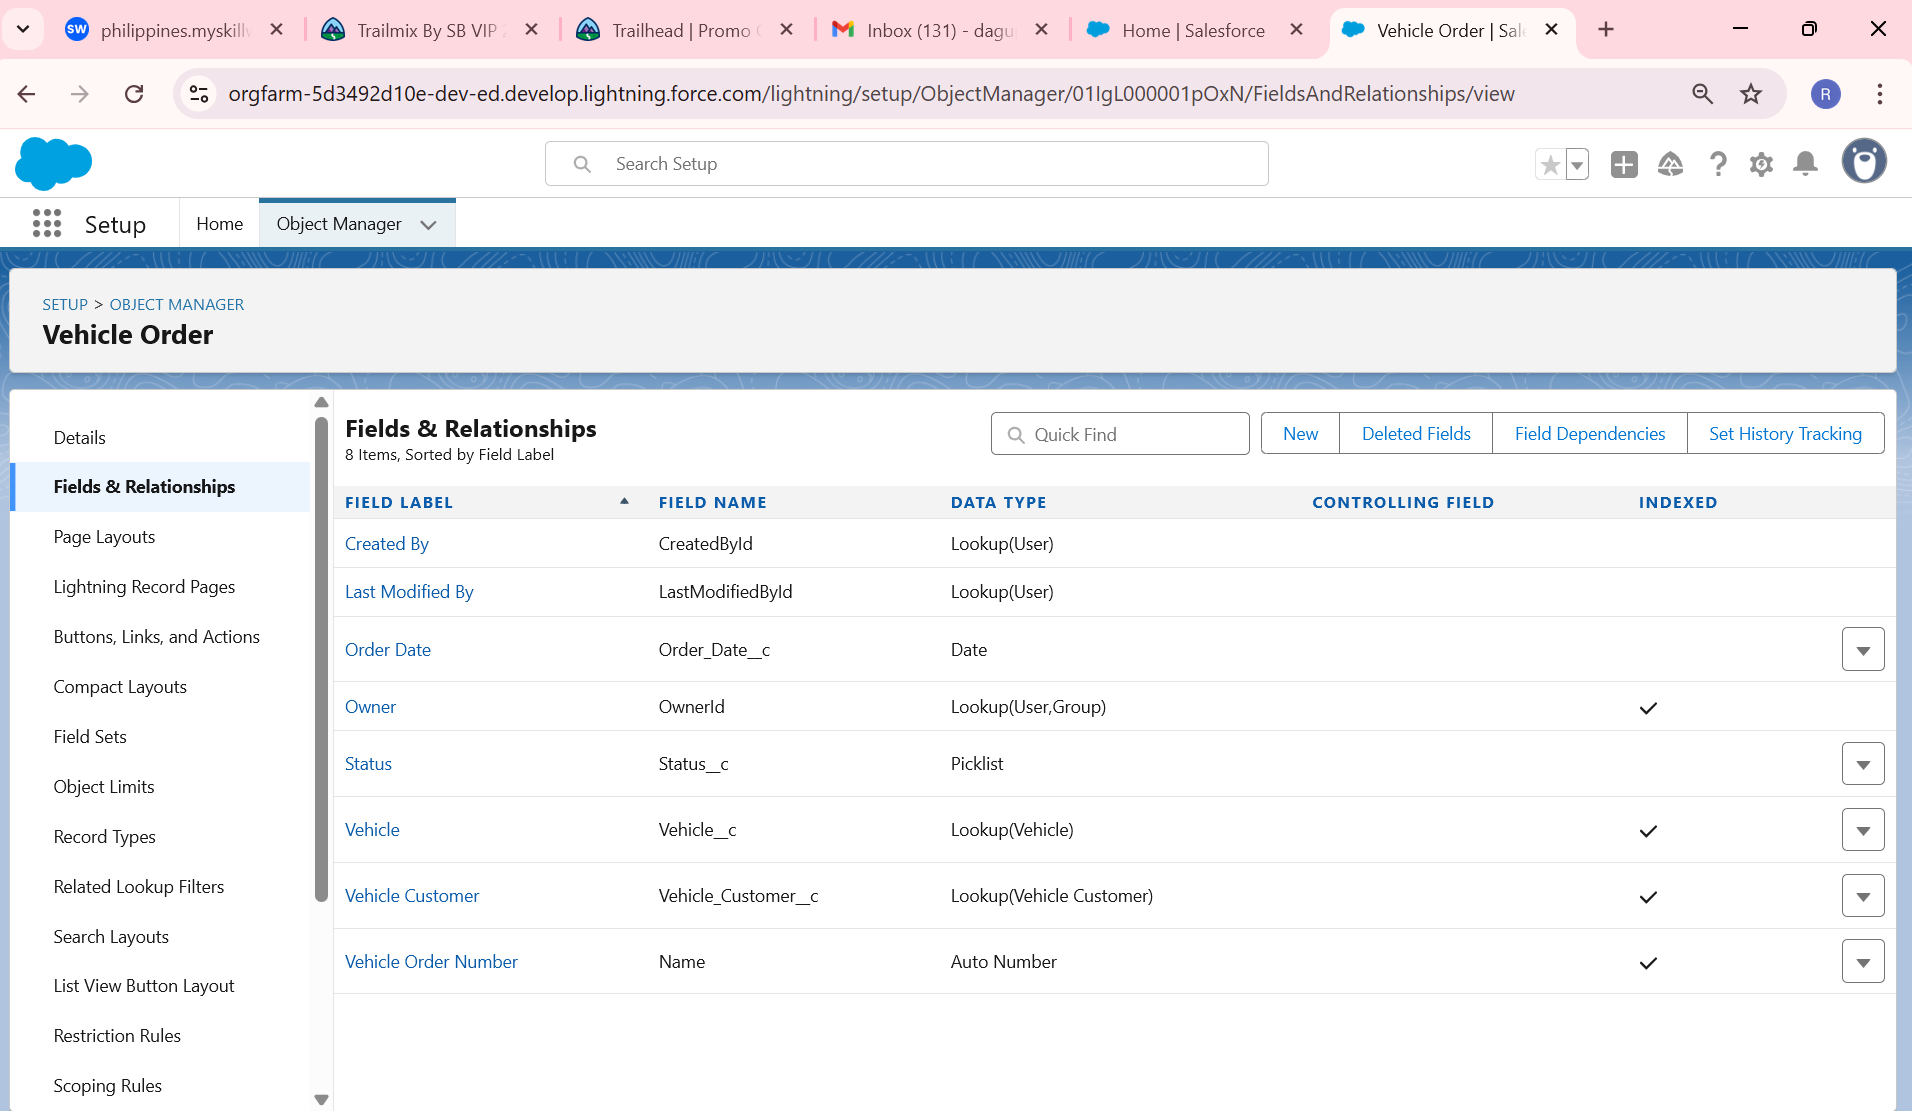 philippines.myskillw
Trailmix By SB VIP 2
Trailhead | Promo C
Inbox (131) - dagu
Home | Salesforce
Vehicle Order | Sale
orgfarm-5d3492d10e-dev-ed.develop.lightning.force.com/lightning/setup/ObjectManager/01IgL000001pOxN/FieldsAndRelationships/view
R
Search Setup
Setup
Home
Object Manager
SETUP > OBJECT MANAGER
Vehicle Order
Details
Fields & Relationships
Page Layouts
Lightning Record Pages
Buttons, Links, and Actions
Compact Layouts
Field Sets
Object Limits
Record Types
Related Lookup Filters
Search Layouts
List View Button Layout
Restriction Rules
Scoping Rules
Fields & Relationships
8 Items, Sorted by Field Label
Quick Find
New
Deleted Fields
Field Dependencies
Set History Tracking
FIELD LABEL FIELD NAME DATA TYPE CONTROLLING FIELD INDEXED
Created By CreatedById Lookup(User)
Last Modified By LastModifiedById Lookup(User)
Order Date Order_Date__c Date
Owner OwnerId Lookup(User,Group)
Status Status__c Picklist
Vehicle Vehicle__c Lookup(Vehicle)
Vehicle Customer Vehicle_Customer__c Lookup(Vehicle Customer)
Vehicle Order Number Name Auto Number